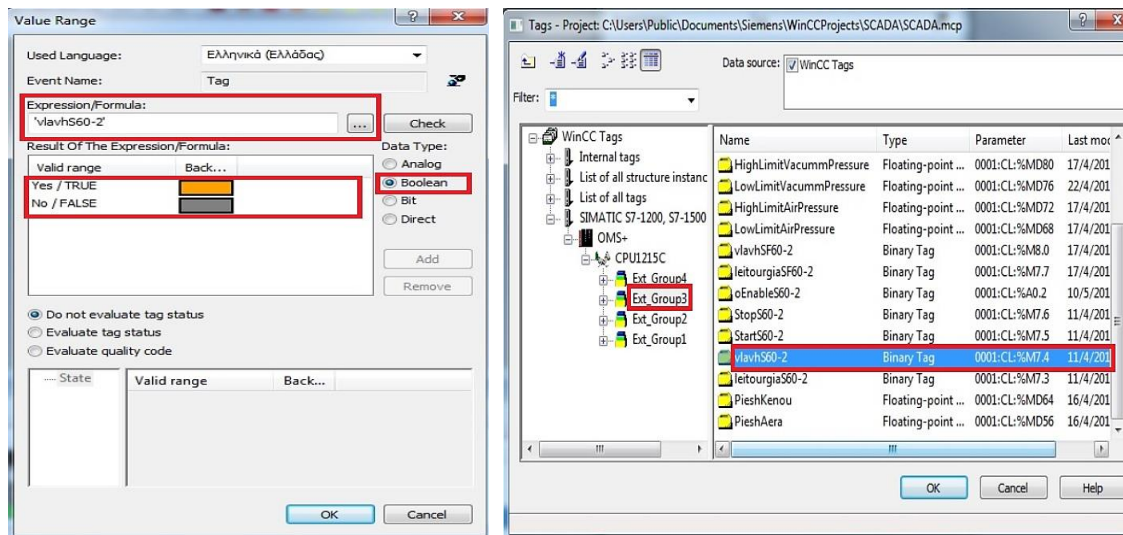 Value Range
Used Language:
Ελληνικά (Ελλάδας)
Event Name:
Tag
Expression/Formula:
'vlavhS60-2'
...
Check
Result Of The Expression/Formula:
Data Type:
Valid range Back...
Yes / TRUE
No / FALSE
Analog
Boolean
Bit
Direct
Add
Remove
Do not evaluate tag status
Evaluate tag status
Evaluate quality code
State
Valid range Back...
OK Cancel
Tags - Project: C:\Users\Public\Documents\Siemens\WinCCProjects\SCADA\SCADA.mcp
Data source: WinCC Tags
Filter:
WinCC Tags
Internal tags
List of all structure instanc
List of all tags
SIMATIC S7-1200, S7-1500
OMS+
CPU1215C
Ext_Group4
Ext_Group3
Ext_Group2
Ext_Group1
Name Type Parameter Last moc
HighLimitVacummPressure Floating-point ... 0001:CL:%MD80 17/4/201
LowLimitVacummPressure Floating-point ... 0001:CL:%MD76 22/4/201
HighLimitAirPressure Floating-point ... 0001:CL:%MD72 17/4/201
LowLimitAirPressure Floating-point ... 0001:CL:%MD68 17/4/201
vlavhSF60-2 Binary Tag 0001:CL:%M8.0 17/4/201
leitourgiaSF60-2 Binary Tag 0001:CL:%M7.7 17/4/201
oEnableS60-2 Binary Tag 0001:CL:%A0.2 10/5/201
StopS60-2 Binary Tag 0001:CL:%M7.6 11/4/201
StartS60-2 Binary Tag 0001:CL:%M7.5 11/4/201
vlavhS60-2 Binary Tag 0001:CL:%M7.4 11/4/201
leitourgiaS60-2 Binary Tag 0001:CL:%M7.3 11/4/201
PieshKenou Floating-point ... 0001:CL:%MD64 16/4/201
PieshAera Floating-point ... 0001:CL:%MD56 16/4/201
OK Cancel Help